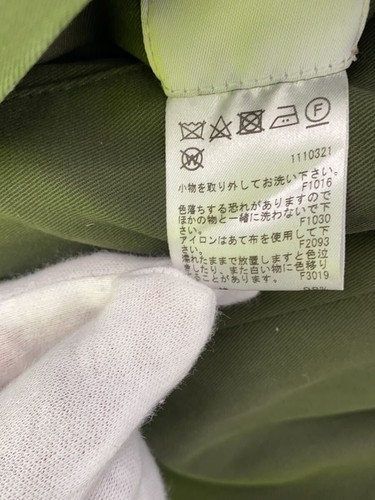 F
W
1110321
小物を取り外してお洗い下さい。
F1016
色落ちする恐れがありますので
ほかの物と一緒に洗わないで下
さい。
F1030
アイロンはあて布を使用して下
さい。
F2093
濡れたままで放置しますと色泣
きしたり、また白い物に色移り
ることがあります。
F3019